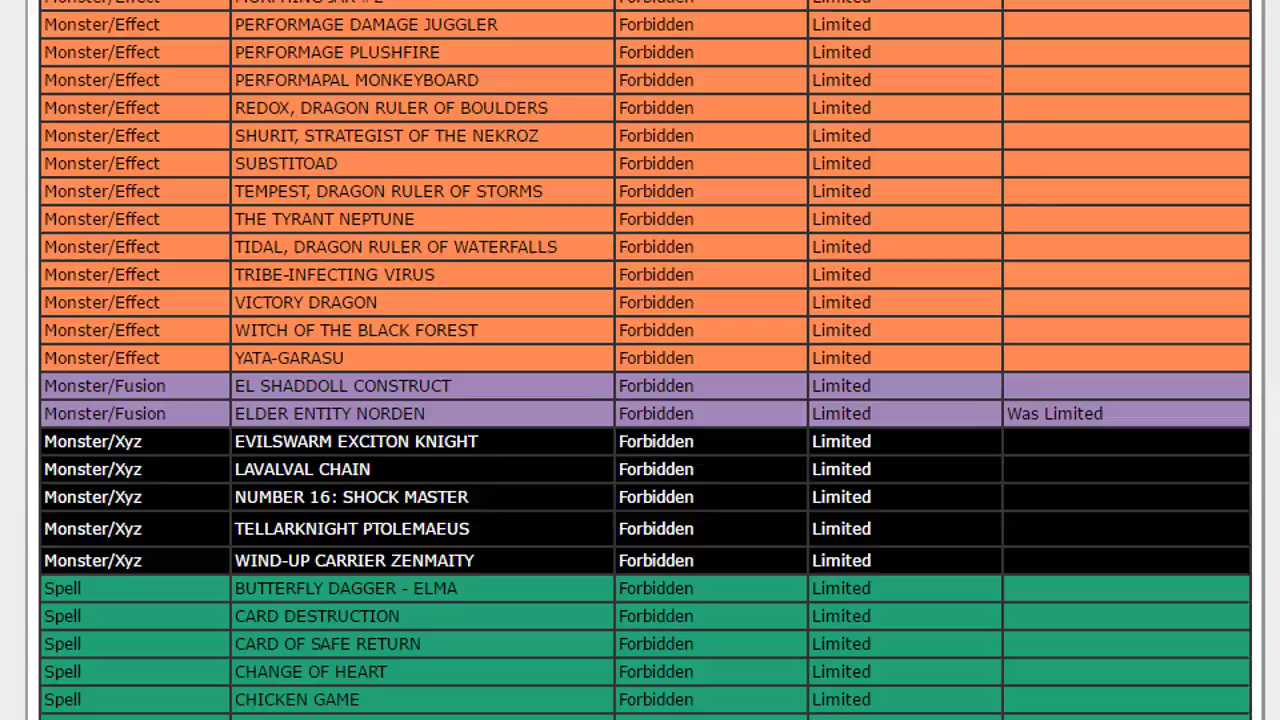 Monster/Effect MORPHING JAR #2 Forbidden Limited
Monster/Effect PERFORMAGE DAMAGE JUGGLER Forbidden Limited
Monster/Effect PERFORMAGE PLUSHFIRE Forbidden Limited
Monster/Effect PERFORMAPAL MONKEYBOARD Forbidden Limited
Monster/Effect REDOX, DRAGON RULER OF BOULDERS Forbidden Limited
Monster/Effect SHURIT, STRATEGIST OF THE NEKROZ Forbidden Limited
Monster/Effect SUBSTITOAD Forbidden Limited
Monster/Effect TEMPEST, DRAGON RULER OF STORMS Forbidden Limited
Monster/Effect THE TYRANT NEPTUNE Forbidden Limited
Monster/Effect TIDAL, DRAGON RULER OF WATERFALLS Forbidden Limited
Monster/Effect TRIBE-INFECTING VIRUS Forbidden Limited
Monster/Effect VICTORY DRAGON Forbidden Limited
Monster/Effect WITCH OF THE BLACK FOREST Forbidden Limited
Monster/Effect YATA-GARASU Forbidden Limited
Monster/Fusion EL SHADDOLL CONSTRUCT Forbidden Limited
Monster/Fusion ELDER ENTITY NORDEN Forbidden Limited Was Limited
Monster/Xyz EVILSWARM EXCITON KNIGHT Forbidden Limited
Monster/Xyz LAVALVAL CHAIN Forbidden Limited
Monster/Xyz NUMBER 16: SHOCK MASTER Forbidden Limited
Monster/Xyz TELLARKNIGHT PTOLEMAEUS Forbidden Limited
Monster/Xyz WIND-UP CARRIER ZENMAITY Forbidden Limited
Spell BUTTERFLY DAGGER - ELMA Forbidden Limited
Spell CARD DESTRUCTION Forbidden Limited
Spell CARD OF SAFE RETURN Forbidden Limited
Spell CHANGE OF HEART Forbidden Limited
Spell CHICKEN GAME Forbidden Limited